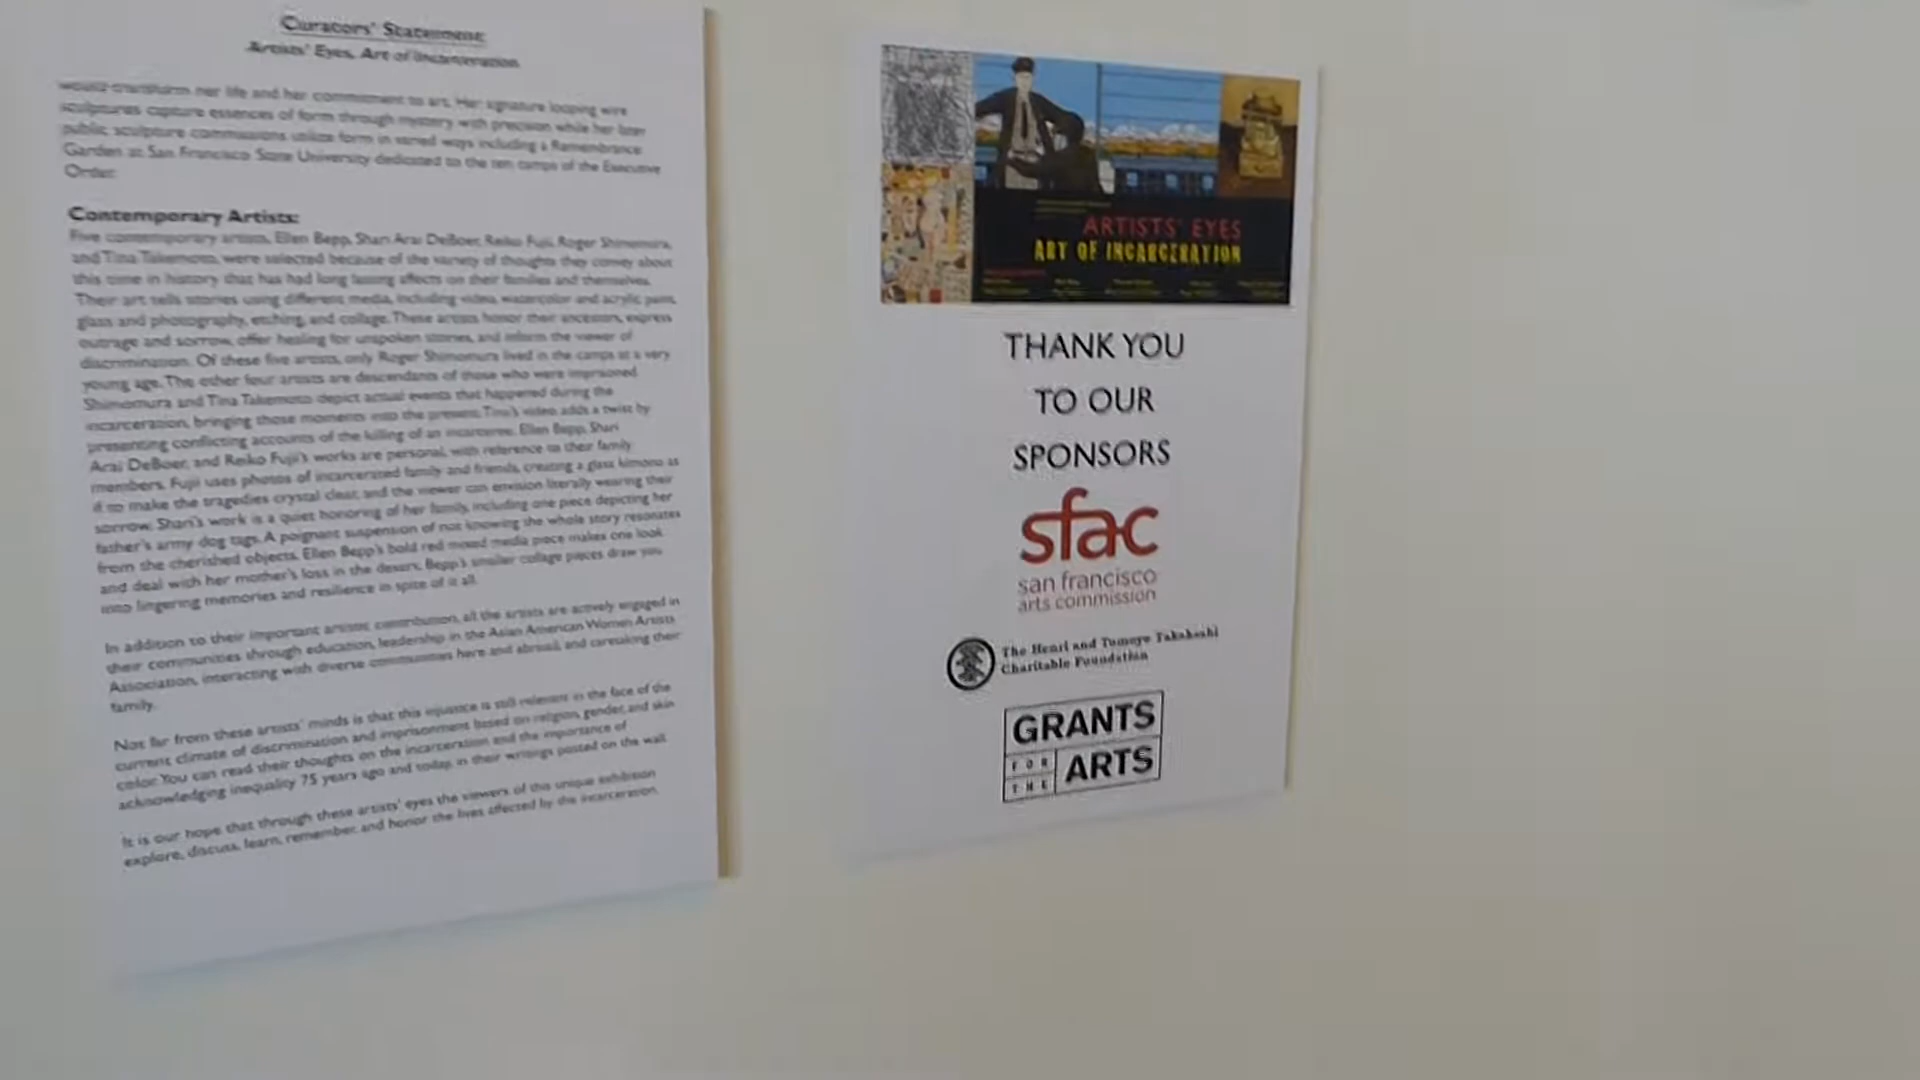 Curators' Statement:
Artists' Eyes, Art of Incarceration
would transform her life and her commitment to art. Her signature looping wire
sculptures capture essences of form through mystery with precision while her later
public sculpture commissions utilize form in varied ways including a Remembrance
Garden at San Francisco State University dedicated to the ten camps of the Executive
Order.
Contemporary Artists:
Five contemporary artists, Ellen Bepp, Shari Arai DeBoer, Reiko Fujii, Roger Shimomura,
and Tina Takemoto, were selected because of the variety of thoughts they convey about
this time in history that has had long lasting affects on their families and themselves.
Their art tells stories using different media, including video, watercolor and acrylic paint,
glass and photography, etching, and collage. These artists honor their ancestors, express
outrage and sorrow, offer healing for unspoken stories, and inform the viewer of
discrimination. Of these five artists, only Roger Shimomura lived in the camps at a very
young age. The other four artists are descendants of those who were imprisoned.
Shimomura and Tina Takemoto depict actual events that happened during the
incarceration, bringing those moments into the present. Tina's video adds a twist by
presenting conflicting accounts of the killing of an incarceree. Ellen Bepp, Shari
Arai DeBoer, and Reiko Fujii's works are personal, with reference to their family
members. Fujii uses photos of incarcerated family and friends, creating a glass kimono as
if to make the tragedies crystal clear, and the viewer can envision literally wearing their
sorrow. Shari's work is a quiet honoring of her family, including one piece depicting her
father's army dog tags. A poignant suspension of not knowing the whole story resonates
from the cherished objects. Ellen Bepp's bold red mixed media piece makes one look
and deal with her mother's loss in the desert. Bepp's smaller collage pieces draw you
into lingering memories and resilience in spite of it all.
In addition to their important artistic contribution, all the artists are actively engaged in
their communities through education, leadership in the Asian American Women Artists
Association, interacting with diverse communities here and abroad, and caretaking their
family.
Not far from these artists' minds is that this injustice is still relevant in the face of the
current climate of discrimination and imprisonment based on religion, gender, and skin
color. You can read their thoughts on the incarceration and the importance of
acknowledging inequality 75 years ago and today, in their writings posted on the wall.
It is our hope that through these artists' eyes the viewers of this unique exhibition
explore, discuss, learn, remember, and honor the lives affected by the incarceration.
ARTISTS' EYES
ART OF INCARCERATION
THANK YOU
TO OUR
SPONSORS
sfac
san francisco
arts commission
The Henri and Tomoye Takahashi
Charitable Foundation
GRANTS
FOR THE ARTS